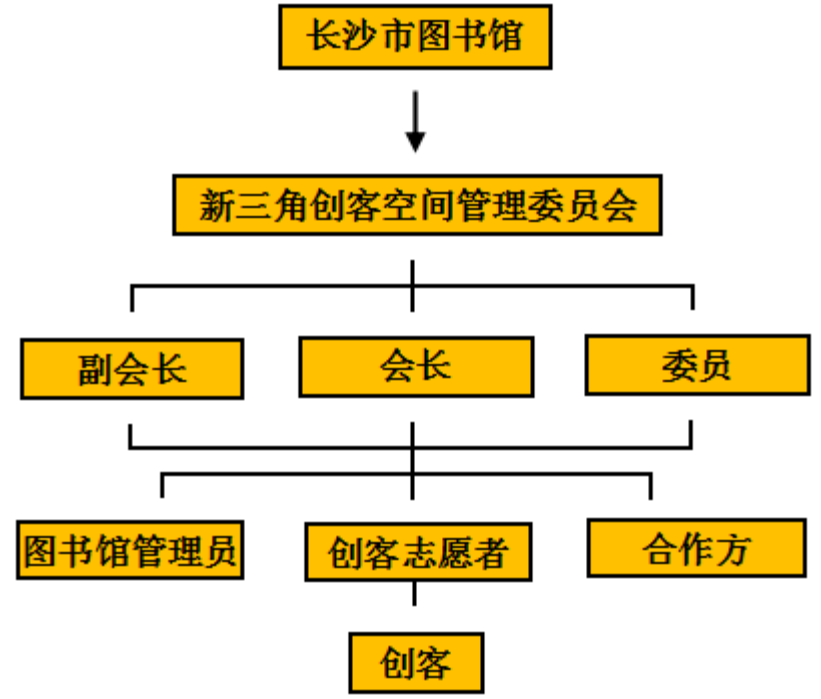 长沙市图书馆
新三角创客空间管理委员会
副会长
会长
委员
图书馆管理员
创客志愿者
合作方
创客